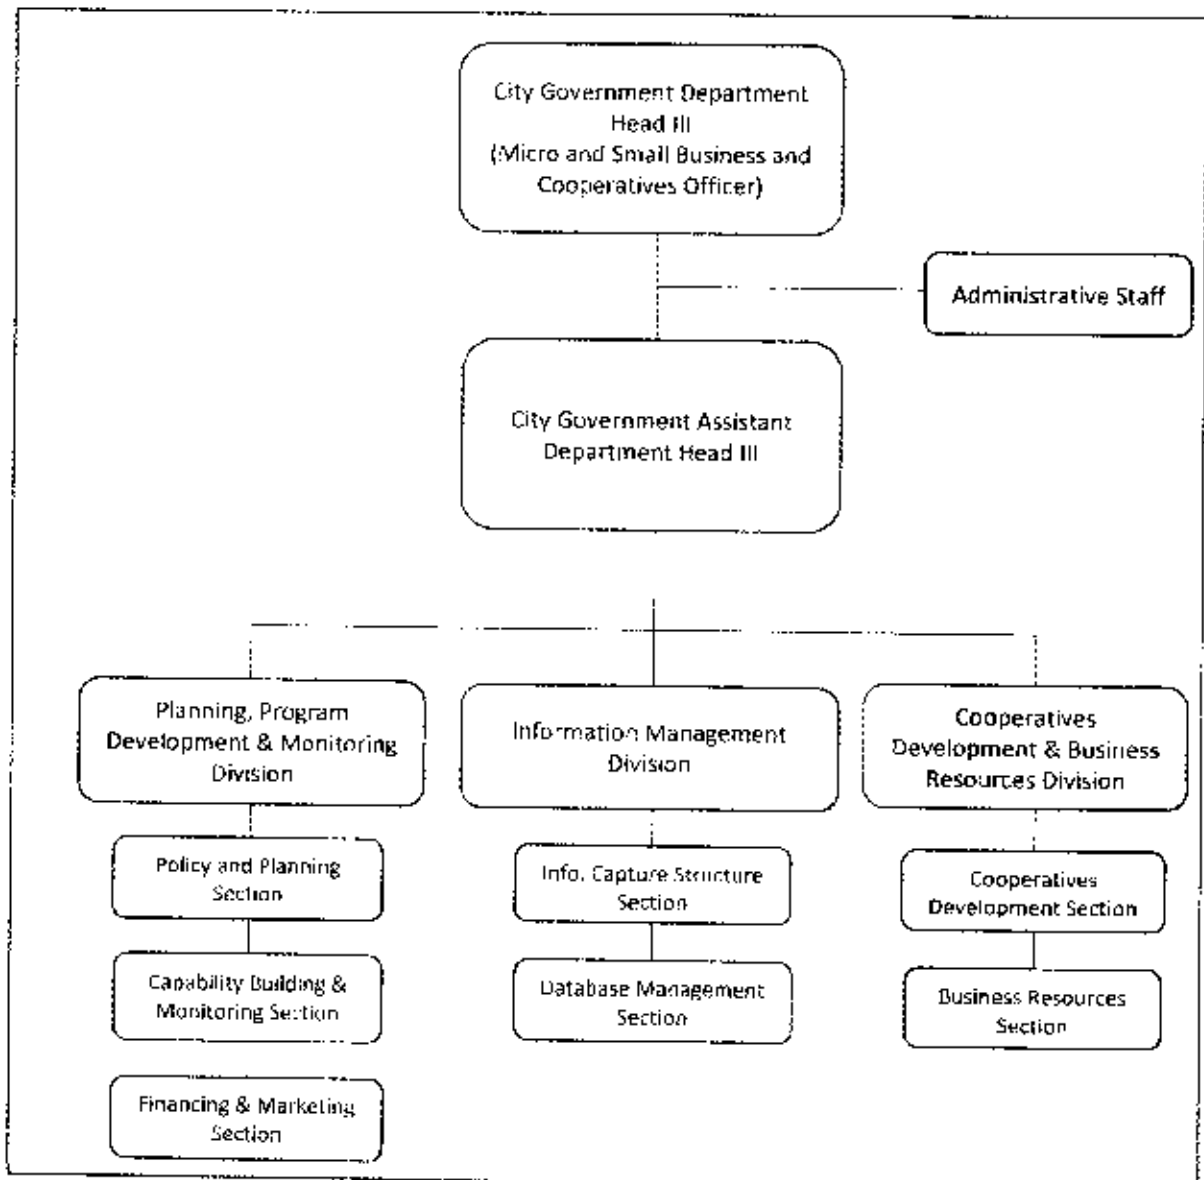 City Government Department
Head III
(Micro and Small Business and
Cooperatives Officer)
Administrative Staff
City Government Assistant
Department Head III
Planning, Program
Development & Monitoring
Division
Information Management
Division
Cooperatives
Development & Business
Resources Division
Policy and Planning
Section
Info. Capture Structure
Section
Cooperatives
Development Section
Capability Building &
Monitoring Section
Database Management
Section
Business Resources
Section
Financing & Marketing
Section